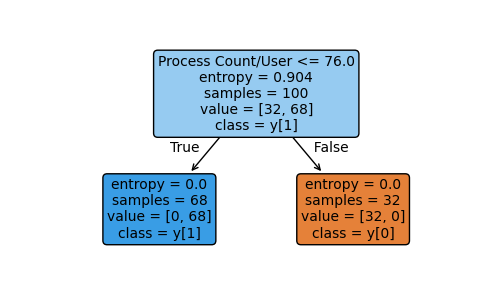 Process Count/User <= 76.0
entropy = 0.904
samples = 100
value = [32, 68]
class = y[1]
True
False
entropy = 0.0
samples = 68
value = [0, 68]
class = y[1]
entropy = 0.0
samples = 32
value = [32, 0]
class = y[0]